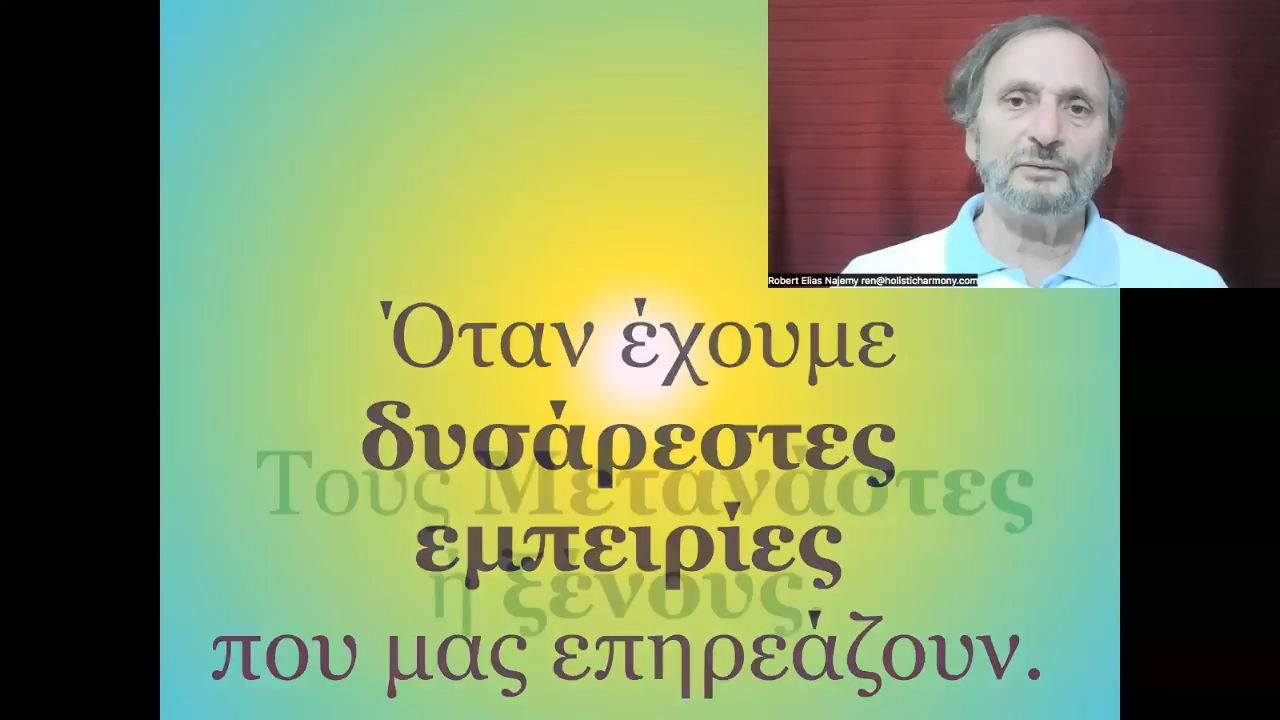 Robert Elias Najemy ren@holisticharmony.com
Όταν έχουμε
δυσάρεστες
Τους Μετανάστες
εμπειρίες
ή ξένους.
που μας επηρεάζουν.